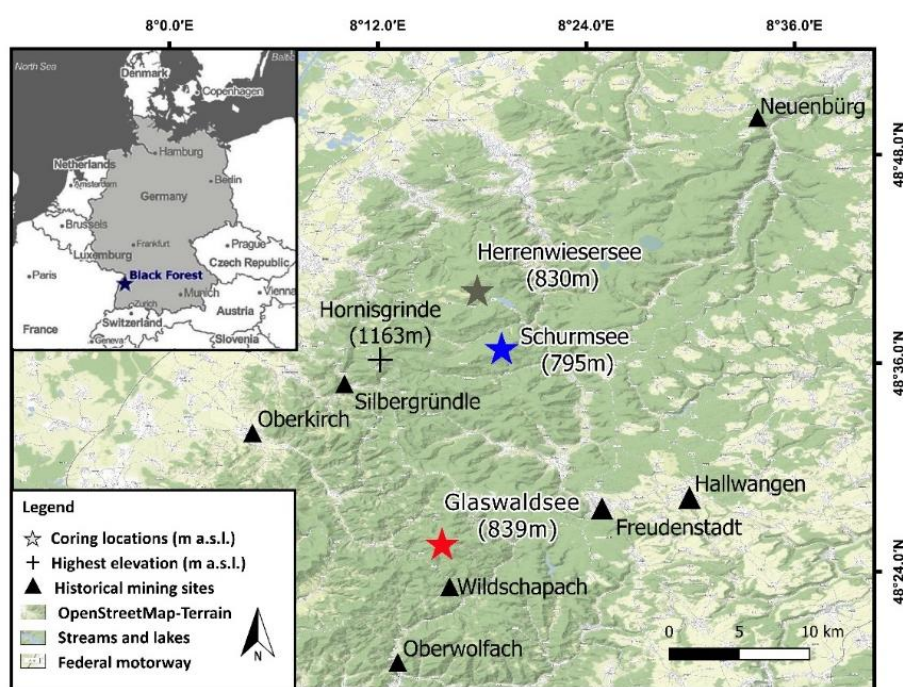 8°0.0'E
8°12.0'E
8°24.0'E
8°36.0'E
North Sea
Baltic
Denmark
Copenhagen
Hamburg
Netherlands
Amsterdam
Berlin
Germany
Brussels
Frankfurt
Prague
Luxemburg
Czech Republic
Paris
Black Forest
Munich
Vienna
Zurich
Austria
Switzerland
France
Geneva
Slovenia
Neuenbürg
48°48.0'N
Herrenwiesersee
(830m)
Hornisgrinde
(1163m)
Schurmsee
(795m)
48°36.0'N
Silbergründle
Oberkirch
Hallwangen
Glaswaldsee
(839m)
Freudenstadt
48°24.0'N
Wildschapach
Oberwolfach
Legend
Coring locations (m a.s.l.)
Highest elevation (m a.s.l.)
Historical mining sites
OpenStreetMap-Terrain
Streams and lakes
Federal motorway
N
0 5 10 km